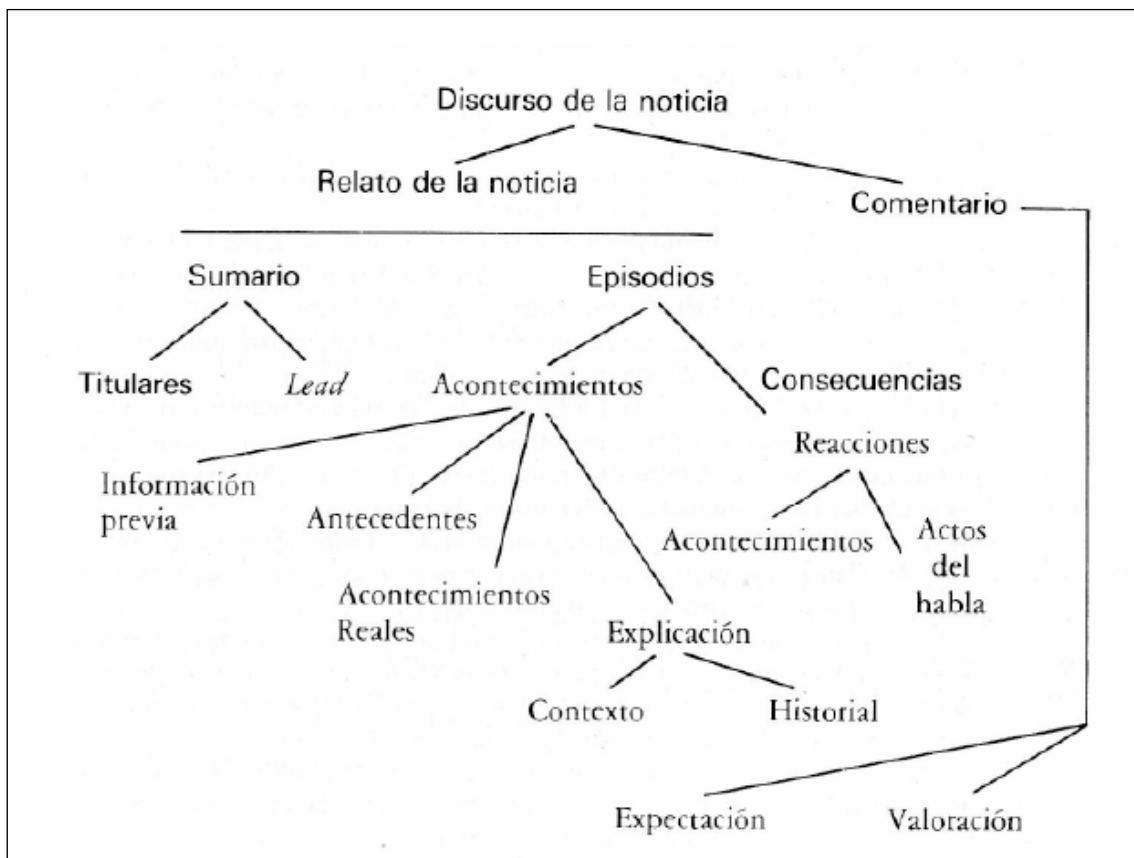 Discurso de la noticia
Relato de la noticia
Comentario
Sumario
Episodios
Titulares
Lead
Acontecimientos
Consecuencias
Reacciones
Información
previa
Antecedentes
Acontecimientos
Actos
del
habla
Acontecimientos
Reales
Explicación
Contexto
Historial
Expectación
Valoración